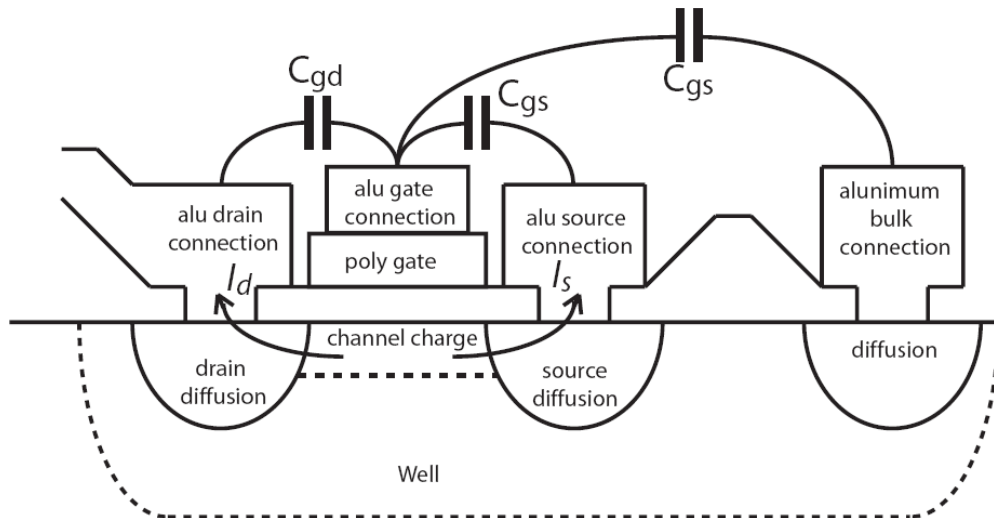 Cgd
Cgs
Cgs
alu drain
connection
alu gate
connection
alu source
connection
alunimum
bulk
connection
poly gate
Id
Is
channel charge
drain
diffusion
source
diffusion
diffusion
Well